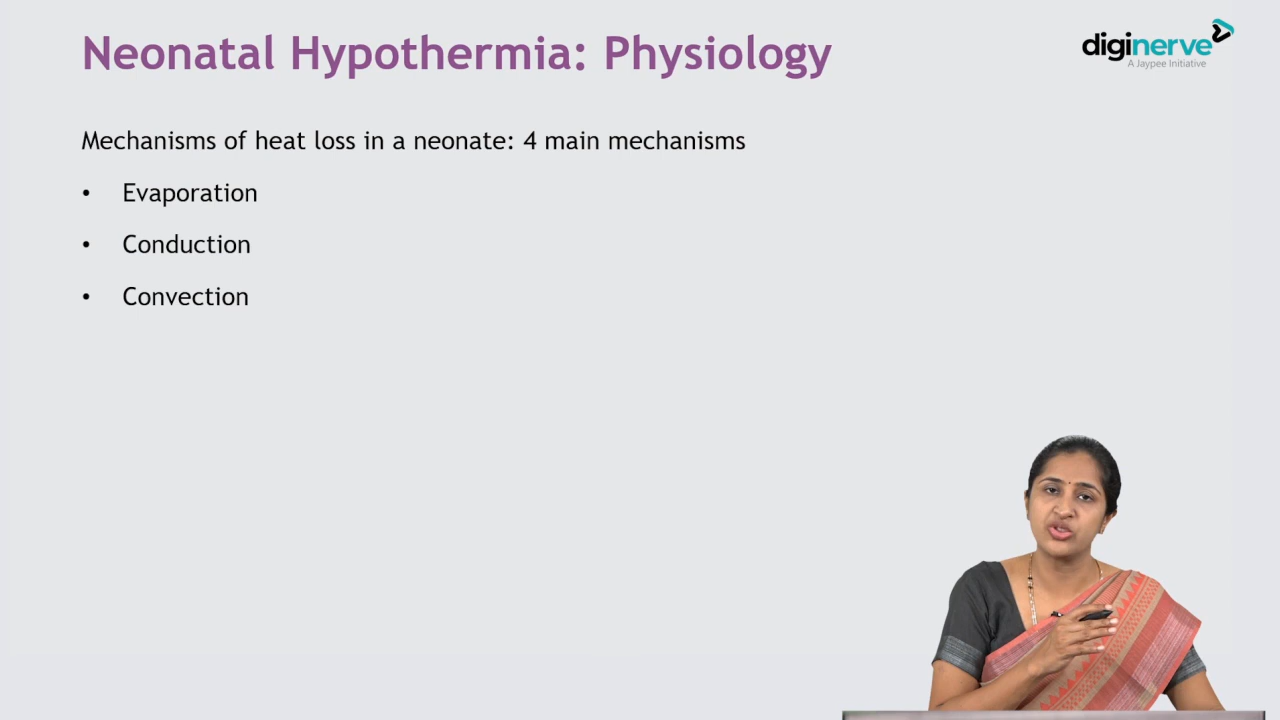 Neonatal Hypothermia: Physiology
diginerve
A Jaypee Initiative
Mechanisms of heat loss in a neonate: 4 main mechanisms
• Evaporation
• Conduction
• Convection